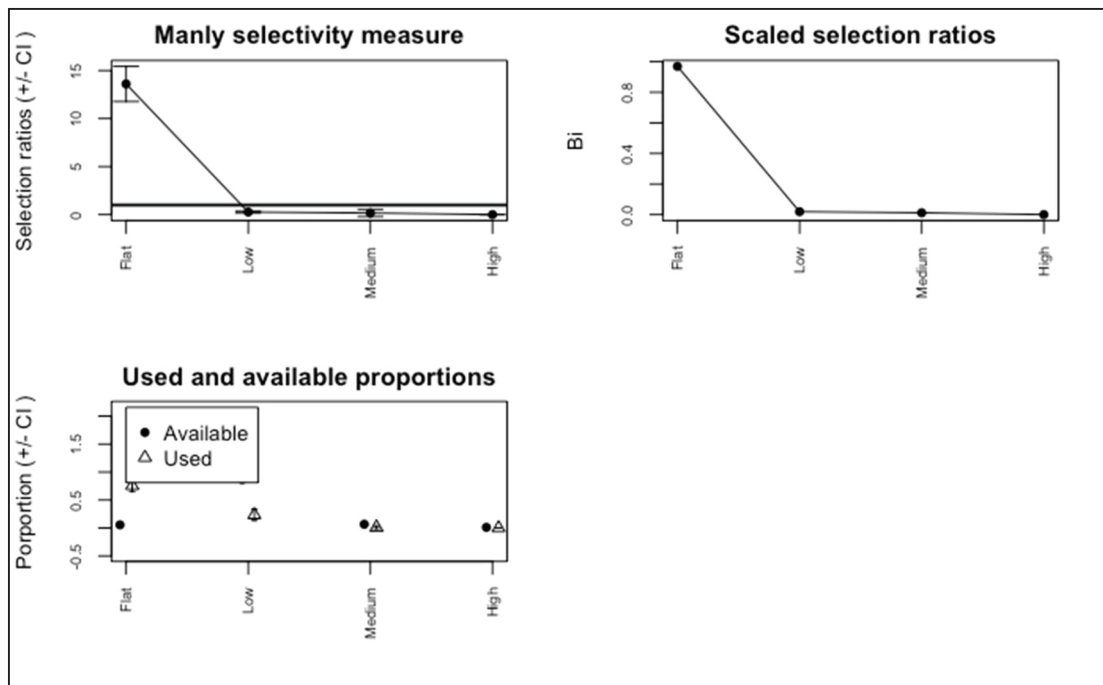 Manly selectivity measure
Selection ratios (+/- CI )
15
10
5
0
Flat
Low
Medium
High
Scaled selection ratios
Bi
0.8
0.4
0.0
Flat
Low
Medium
High
Used and available proportions
Porportion (+/- CI )
1.5
0.5
-0.5
Available
Used
Flat
Low
Medium
High